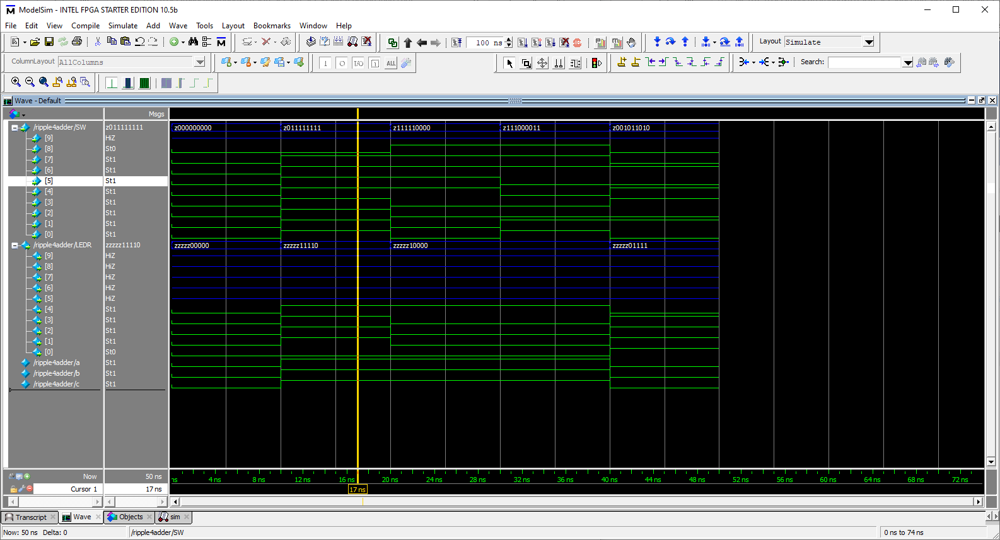 ModelSim - INTEL FPGA STARTER EDITION 10.5b
File Edit View Compile Simulate Add Wave Tools Layout Bookmarks Window Help
100 ns
Layout Simulate
ColumnLayout AllColumns
Search:
Wave - Default
Msgs
/ripple4adder/SW z011111111 z000000000 z011111111 z111110000 z111000011 z001011010
[9] HiZ
[8] St0
[7] St1
[6] St1
[5] St1
[4] St1
[3] St1
[2] St1
[1] St1
[0] St1
/ripple4adder/LEDR zzzzz11110 zzzzz00000 zzzzz11110 zzzzz10000 zzzzz01111
[9] HiZ
[8] HiZ
[7] HiZ
[6] HiZ
[5] HiZ
[4] St1
[3] St1
[2] St1
[1] St1
[0] St0
/ripple4adder/a St1
/ripple4adder/b St1
/ripple4adder/c St1
Now 50 ns ns 4 ns 8 ns 12 ns 16 ns 20 ns 24 ns 28 ns 32 ns 36 ns 40 ns 44 ns 48 ns 52 ns 56 ns 60 ns 64 ns 68 ns 72 ns
Cursor 1 17 ns 17 ns
Transcript Wave Objects sim
Now: 50 ns Delta: 0 /ripple4adder/SW 0 ns to 74 ns